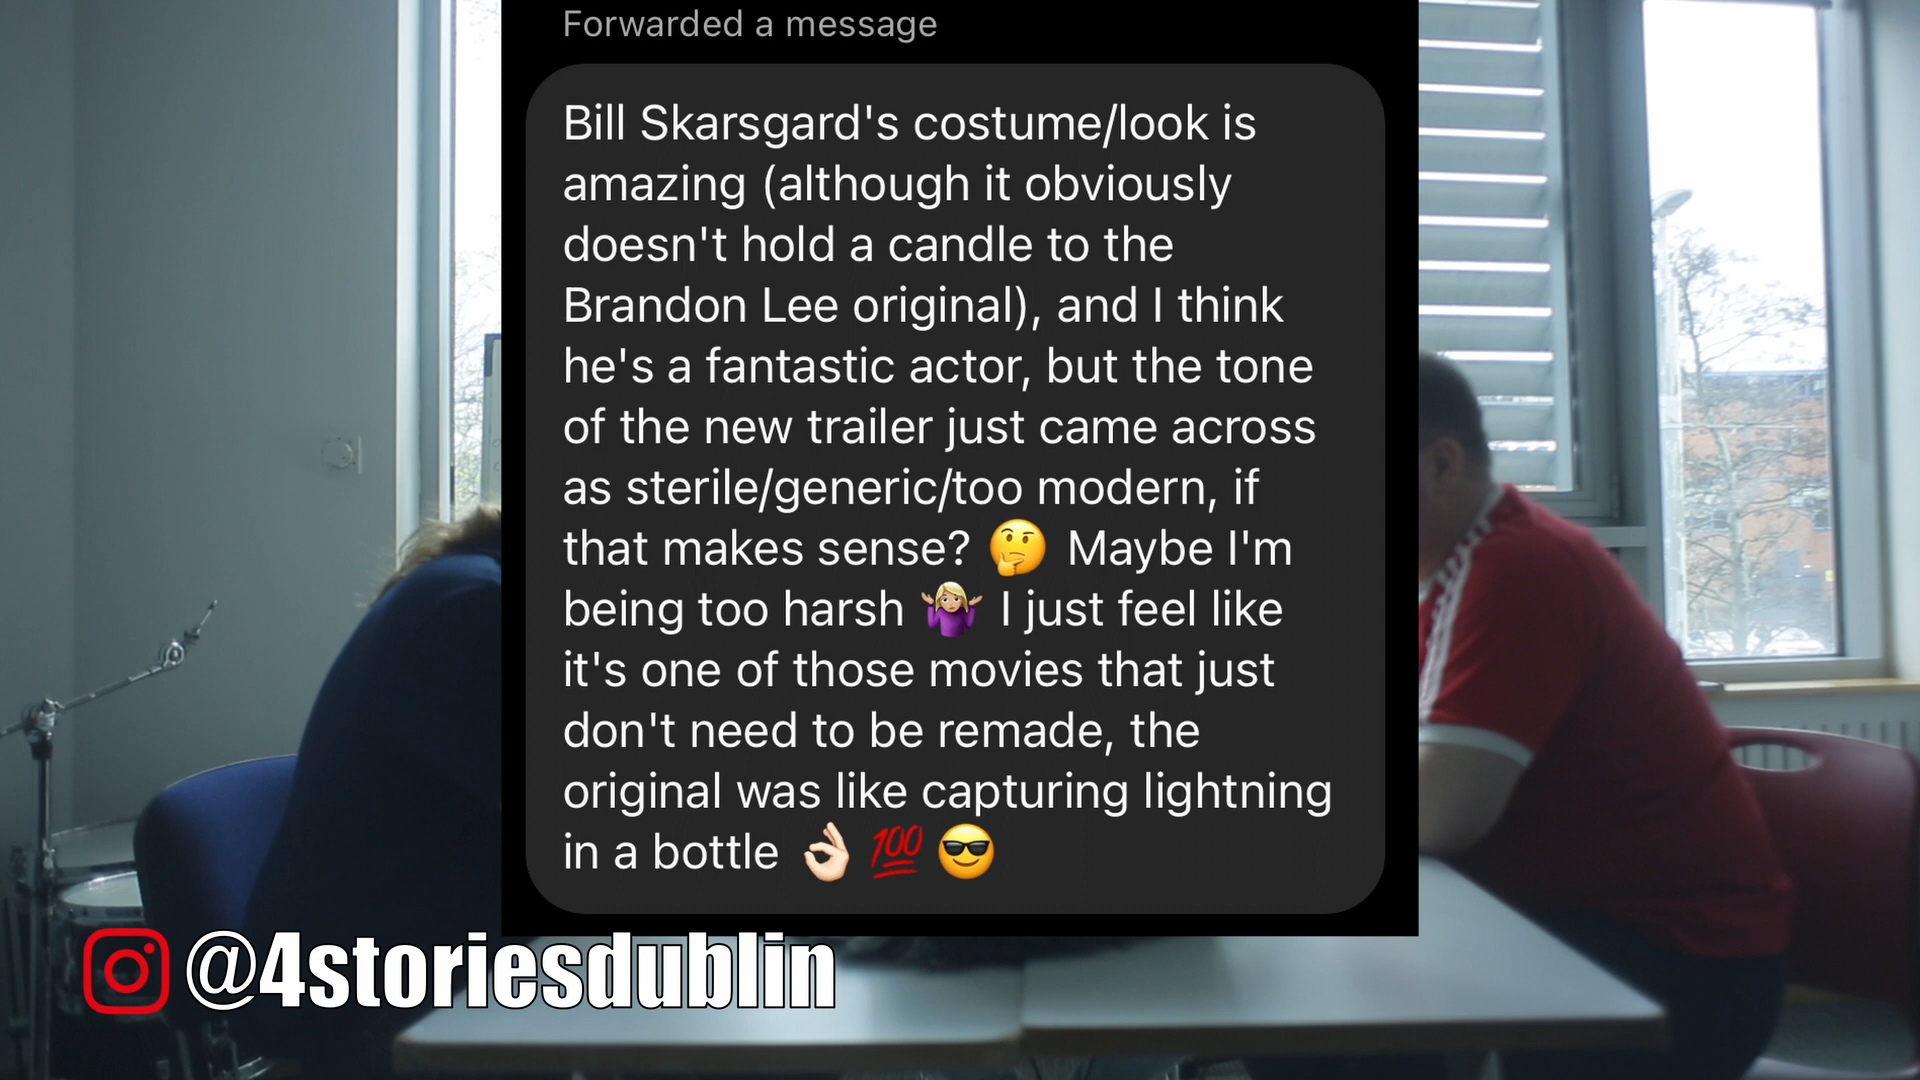 Forwarded a message
Bill Skarsgard's costume/look is
amazing (although it obviously
doesn't hold a candle to the
Brandon Lee original), and I think
he's a fantastic actor, but the tone
of the new trailer just came across
as sterile/generic/too modern, if
that makes sense? 🤔 Maybe I'm
being too harsh 🤷🏼‍♀️ I just feel like
it's one of those movies that just
don't need to be remade, the
original was like capturing lightning
in a bottle 👌🏻 💯 😎
@4storiesdublin